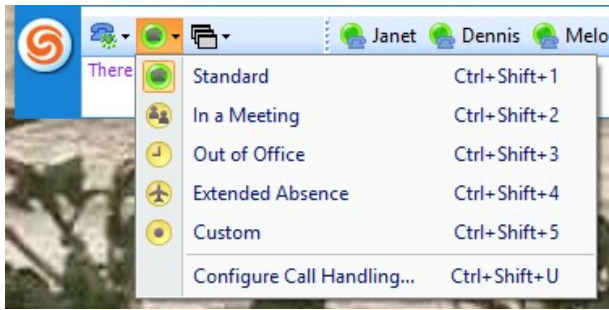 Janet Dennis Melo
There
Standard Ctrl+Shift+1
In a Meeting Ctrl+Shift+2
Out of Office Ctrl+Shift+3
Extended Absence Ctrl+Shift+4
Custom Ctrl+Shift+5
Configure Call Handling... Ctrl+Shift+U